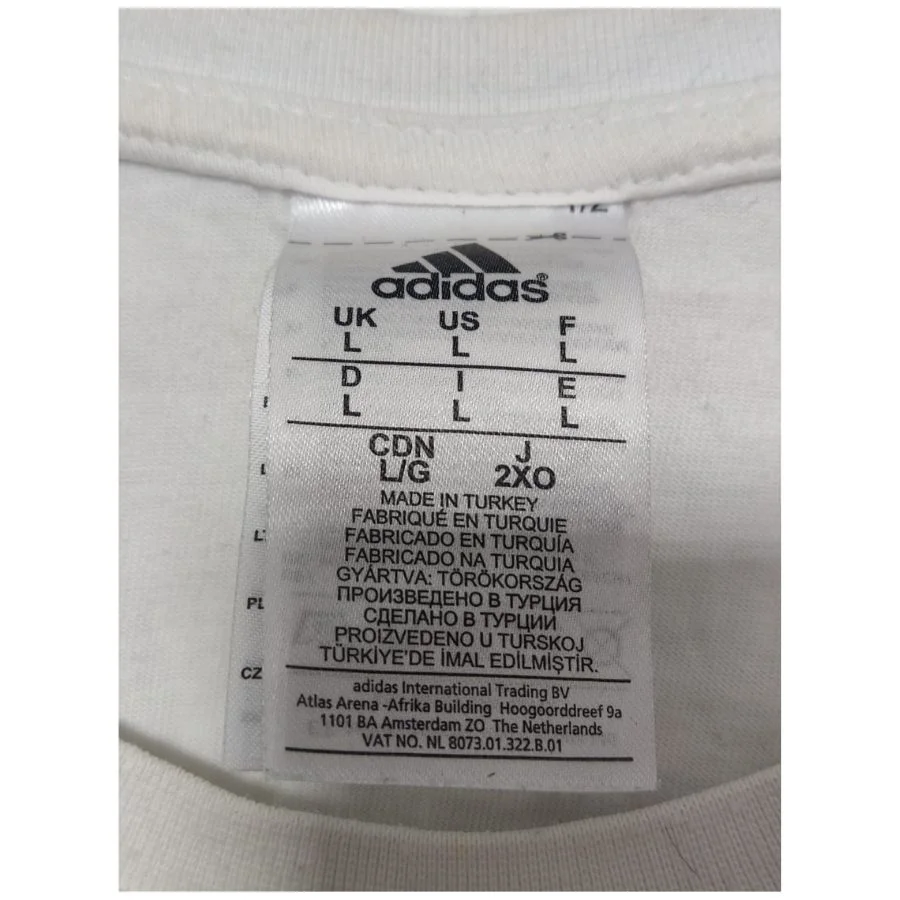 adidas®
UK US F
L L L
D I E
L L L
CDN J
L/G 2XO
MADE IN TURKEY
FABRIQUÉ EN TURQUIE
FABRICADO EN TURQUÍA
FABRICADO NA TURQUIA
GYÁRTVA: TÖRÖKORSZÁG
ПРОИЗВЕДЕНО В ТУРЦИЯ
СДЕЛАНО В ТУРЦИИ
PROIZVEDENO U TURSKOJ
TÜRKİYE'DE İMAL EDİLMİŞTİR.
adidas International Trading BV
Atlas Arena -Afrika Building Hoogoorddreef 9a
1101 BA Amsterdam ZO The Netherlands
VAT NO. NL 8073.01.322.B.01
PL
CZ